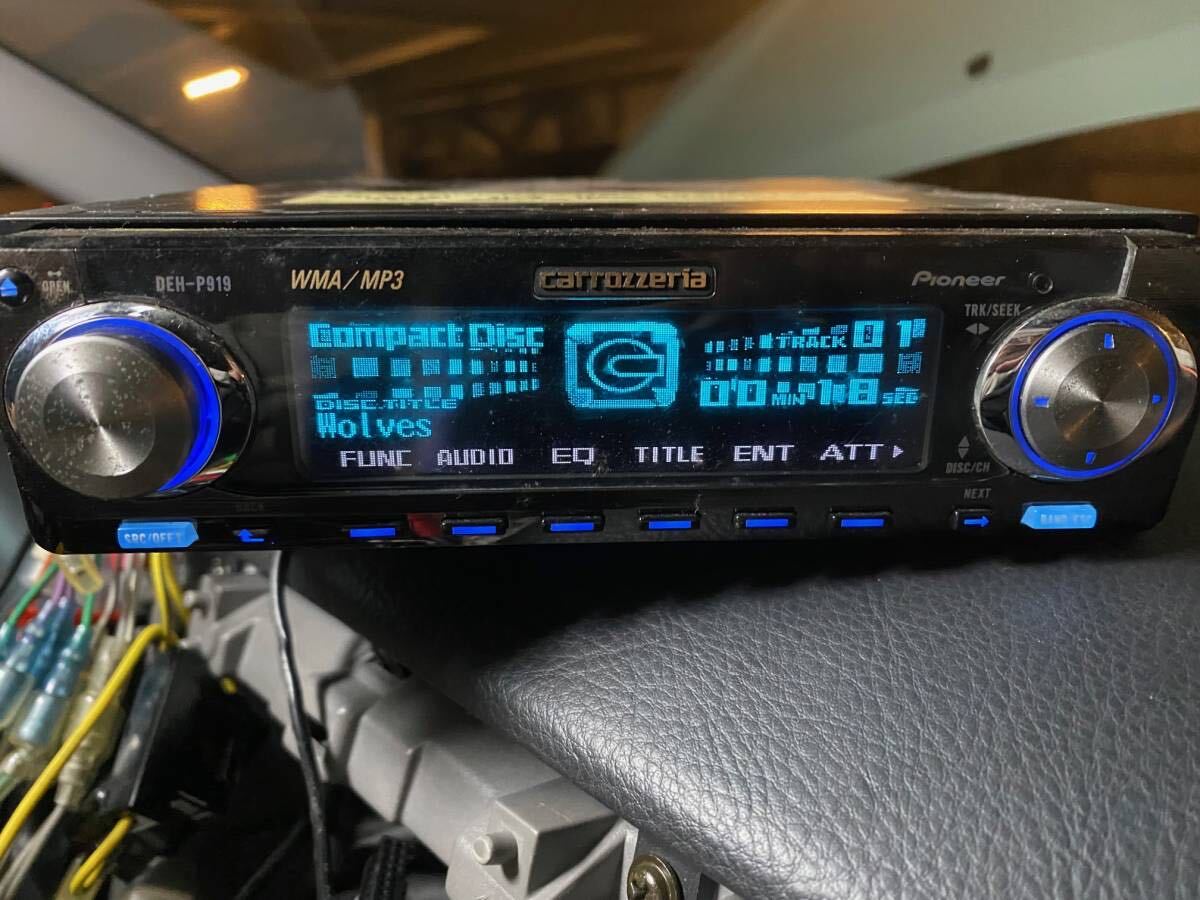 OPEN
DEH-P919
WMA/MP3
carrozzeria
Pioneer
TRK/SEEK
Compact Disc
TRACK 01
DISC TITLE
00 MIN 18 SEC
Wolves
FUNC AUDIO EQ TITLE ENT ATT
DISC/CH
BACK
NEXT
SRC/OFF
BAND/ESC